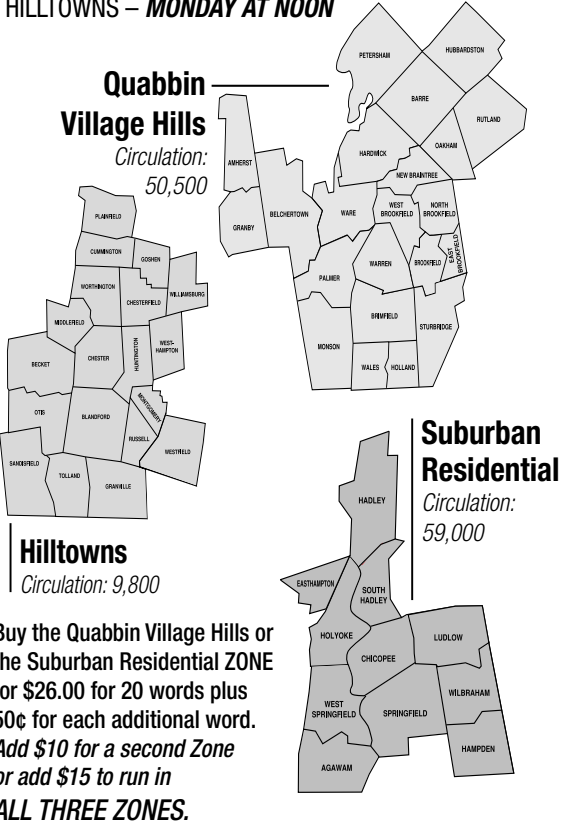 HILLTOWNS – MONDAY AT NOON
Quabbin
Village Hills
Circulation:
50,500
PETERSHAM
HUBBARDSTON
BARRE
RUTLAND
OAKHAM
HARDWICK
NEW BRAINTREE
AMHERST
BELCHERTOWN
GRANBY
WARE
WEST
BROOKFIELD
NORTH
BROOKFIELD
EAST
BROOKFIELD
BROOKFIELD
WARREN
PALMER
BRIMFIELD
STURBRIDGE
MONSON
WALES
HOLLAND
PLAINFIELD
CUMMINGTON
GOSHEN
WORTHINGTON
CHESTERFIELD
WILLIAMSBURG
MIDDLEFIELD
CHESTER
HUNTINGTON
WEST-
HAMPTON
BECKET
OTIS
BLANDFORD
MONTGOMERY
RUSSELL
WESTFIELD
SANDISFIELD
TOLLAND
GRANVILLE
Hilltowns
Circulation: 9,800
Suburban
Residential
Circulation:
59,000
HADLEY
EASTHAMPTON
SOUTH
HADLEY
HOLYOKE
CHICOPEE
LUDLOW
WEST
SPRINGFIELD
SPRINGFIELD
WILBRAHAM
HAMPDEN
AGAWAM
Buy the Quabbin Village Hills or
the Suburban Residential ZONE
for $26.00 for 20 words plus
50¢ for each additional word.
Add $10 for a second Zone
or add $15 to run in
ALL THREE ZONES.